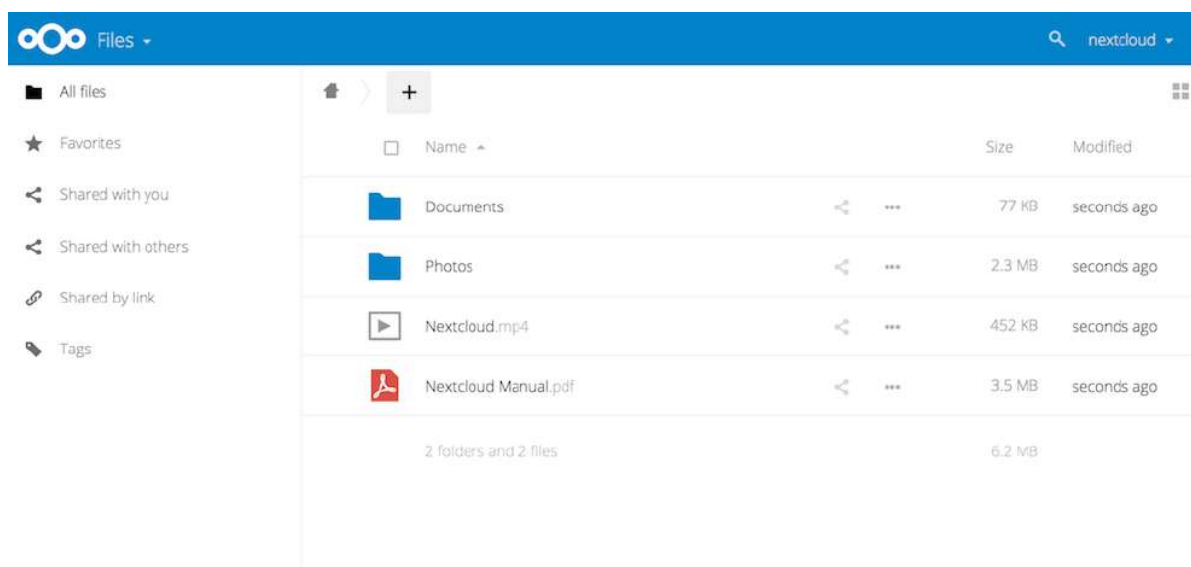 Files
nextcloud
All files
Favorites
Shared with you
Shared with others
Shared by link
Tags
Name Size Modified
Documents 77 KB seconds ago
Photos 2.3 MB seconds ago
Nextcloud.mp4 452 KB seconds ago
Nextcloud Manual.pdf 3.5 MB seconds ago
2 folders and 2 files 6.2 MB